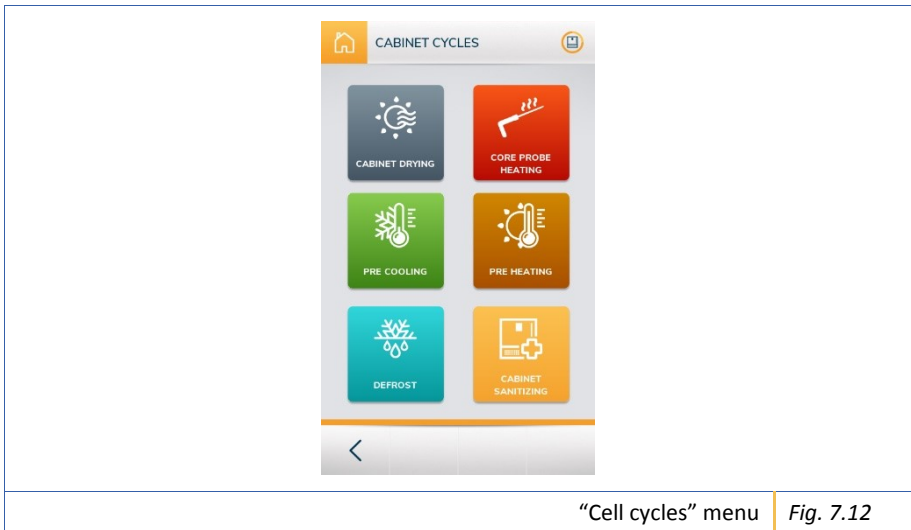 CABINET CYCLES
CABINET DRYING
CORE PROBE
HEATING
PRE COOLING
PRE HEATING
DEFROST
CABINET
SANITIZING
“Cell cycles” menu
Fig. 7.12